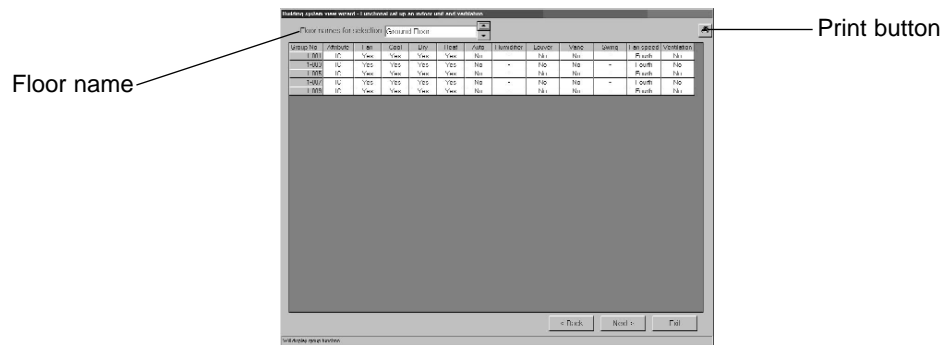 Building system view wizard - Functional set up an indoor unit and ventilation
Floor names for selection Ground Floor
Print button
Floor name
Group No Attribute Fan Cool Dry Heat Auto Humidifier Louver Vane Swing Fan speed Ventilation
1-001 IC Yes Yes Yes Yes No - No No - Fourth No
1-003 IC Yes Yes Yes Yes No - No No - Fourth No
1-005 IC Yes Yes Yes Yes No - No No - Fourth No
1-007 IC Yes Yes Yes Yes No - No No - Fourth No
1-009 IC Yes Yes Yes Yes No - No No - Fourth No
< Back Next > Exit
Will display group function